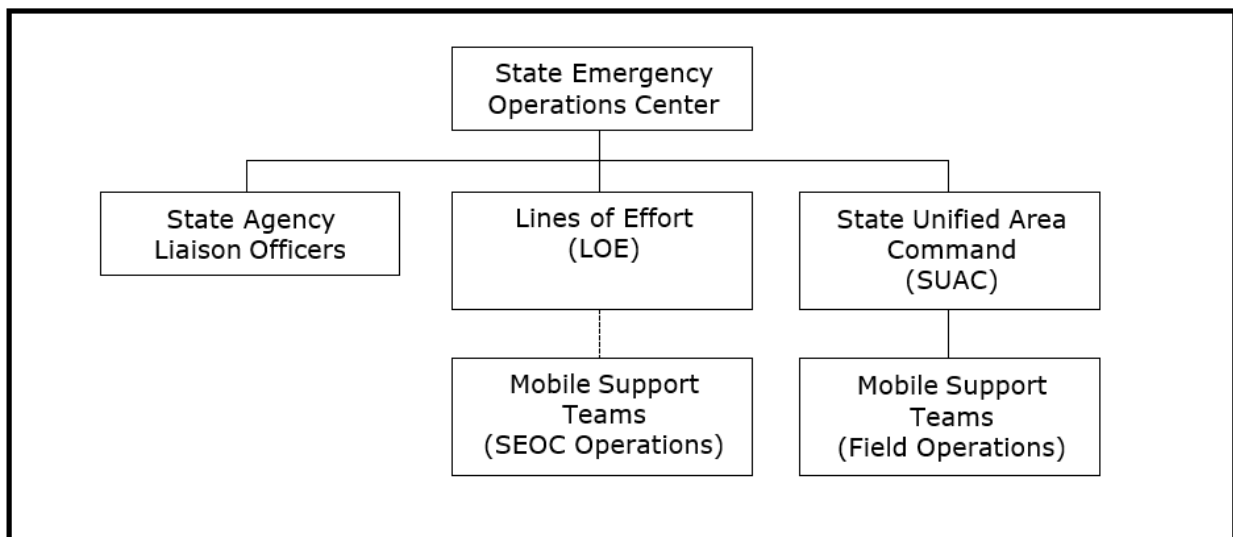 State Emergency
Operations Center
State Agency
Liaison Officers
Lines of Effort
(LOE)
State Unified Area
Command
(SUAC)
Mobile Support
Teams
(SEOC Operations)
Mobile Support
Teams
(Field Operations)